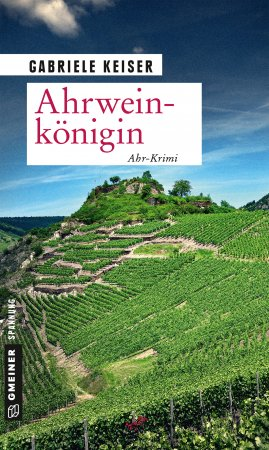 GABRIELE KEISER
Ahrwein-
königin
Ahr-Krimi
GMEINER
SPANNUNG